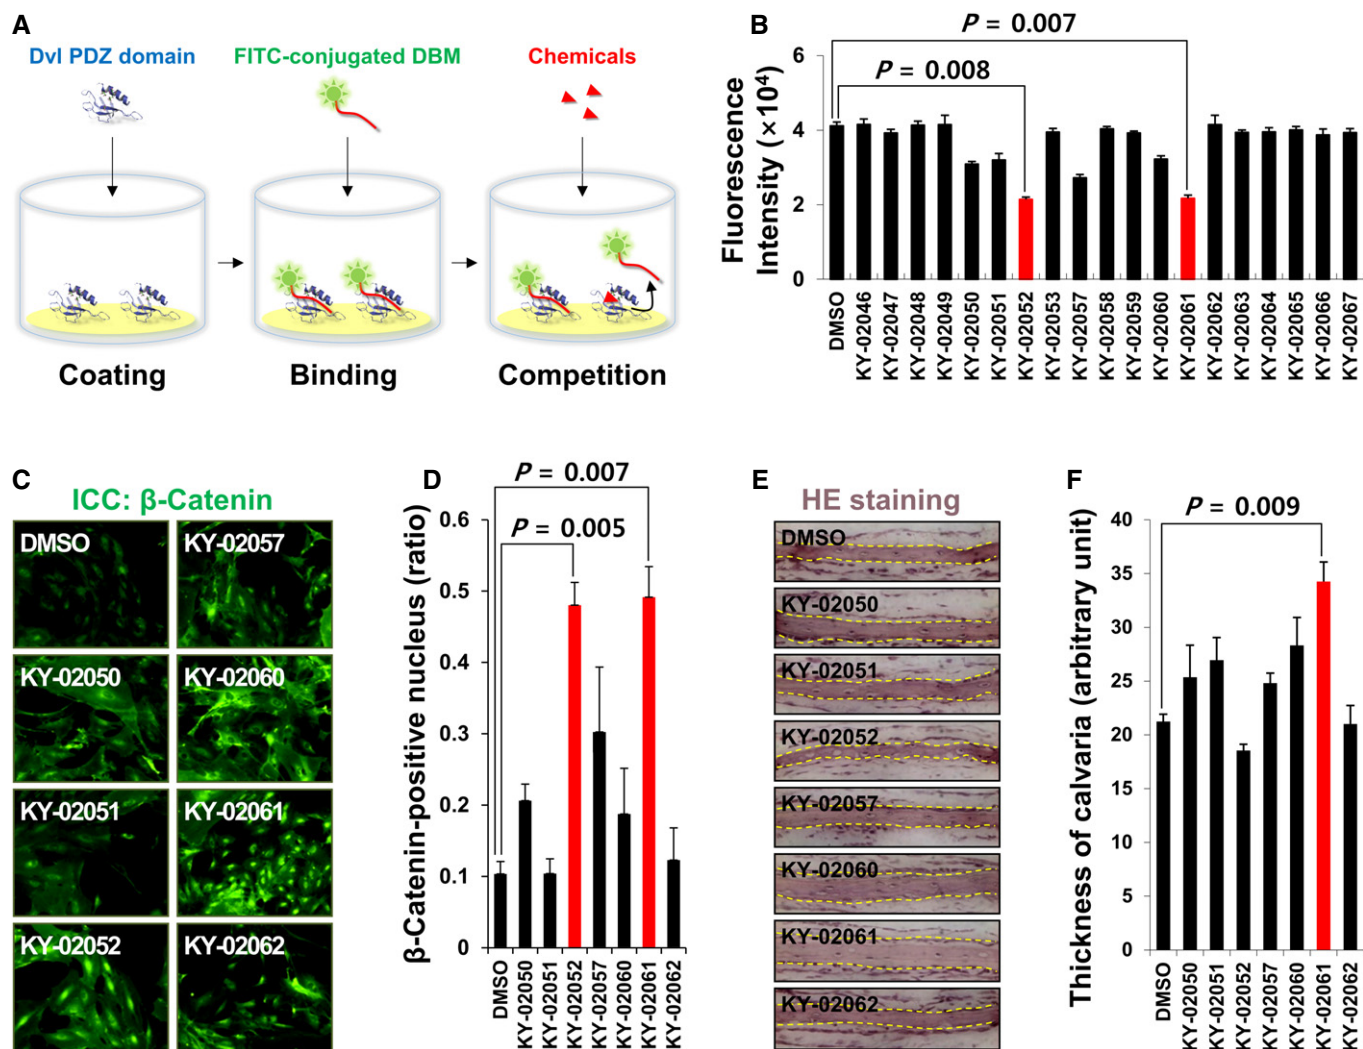 A
Dvl PDZ domain
FITC-conjugated DBM
Chemicals
Coating
Binding
Competition
B
P = 0.007
P = 0.008
Fluorescence
Intensity (×10⁴)
6
4
2
0
DMSO
KY-02046
KY-02047
KY-02048
KY-02049
KY-02050
KY-02051
KY-02052
KY-02053
KY-02057
KY-02058
KY-02059
KY-02060
KY-02061
KY-02062
KY-02063
KY-02064
KY-02065
KY-02066
KY-02067
C
ICC: β-Catenin
DMSO
KY-02057
KY-02050
KY-02060
KY-02051
KY-02061
KY-02052
KY-02062
D
P = 0.007
P = 0.005
β-Catenin-positive nucleus (ratio)
0.6
0.5
0.4
0.3
0.2
0.1
0
DMSO
KY-02050
KY-02051
KY-02052
KY-02057
KY-02060
KY-02061
KY-02062
E
HE staining
DMSO
KY-02050
KY-02051
KY-02052
KY-02057
KY-02060
KY-02061
KY-02062
F
P = 0.009
Thickness of calvaria (arbitrary unit)
40
35
30
25
20
15
10
5
0
DMSO
KY-02050
KY-02051
KY-02052
KY-02057
KY-02060
KY-02061
KY-02062